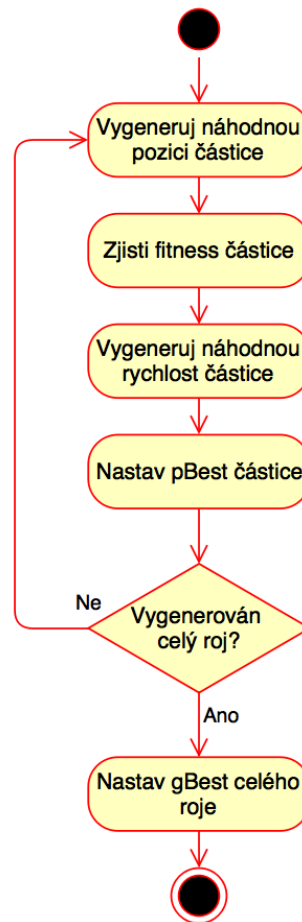 Vygeneruj náhodnou
pozici částice
Zjisti fitness částice
Vygeneruj náhodnou
rychlost částice
Nastav pBest částice
Ne
Vygenerován
celý roj?
Ano
Nastav gBest celého
roje